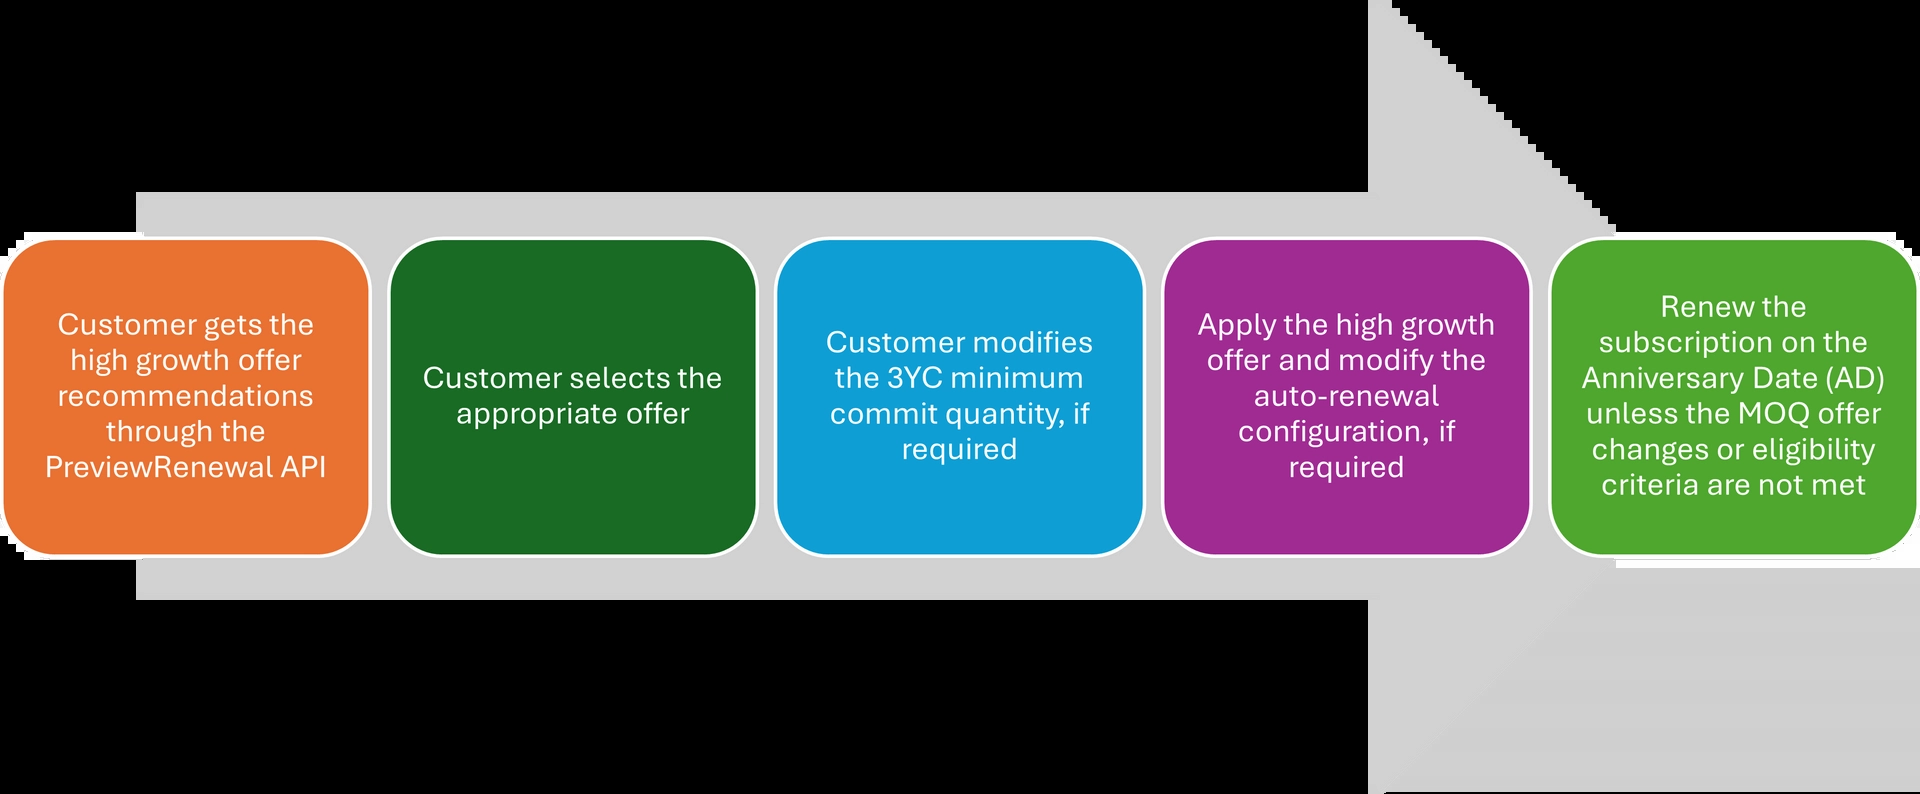 Customer gets the
high growth offer
recommendations
through the
PreviewRenewal API
Customer selects the
appropriate offer
Customer modifies
the 3YC minimum
commit quantity, if
required
Apply the high growth
offer and modify the
auto-renewal
configuration, if
required
Renew the
subscription on the
Anniversary Date (AD)
unless the MOQ offer
changes or eligibility
criteria are not met